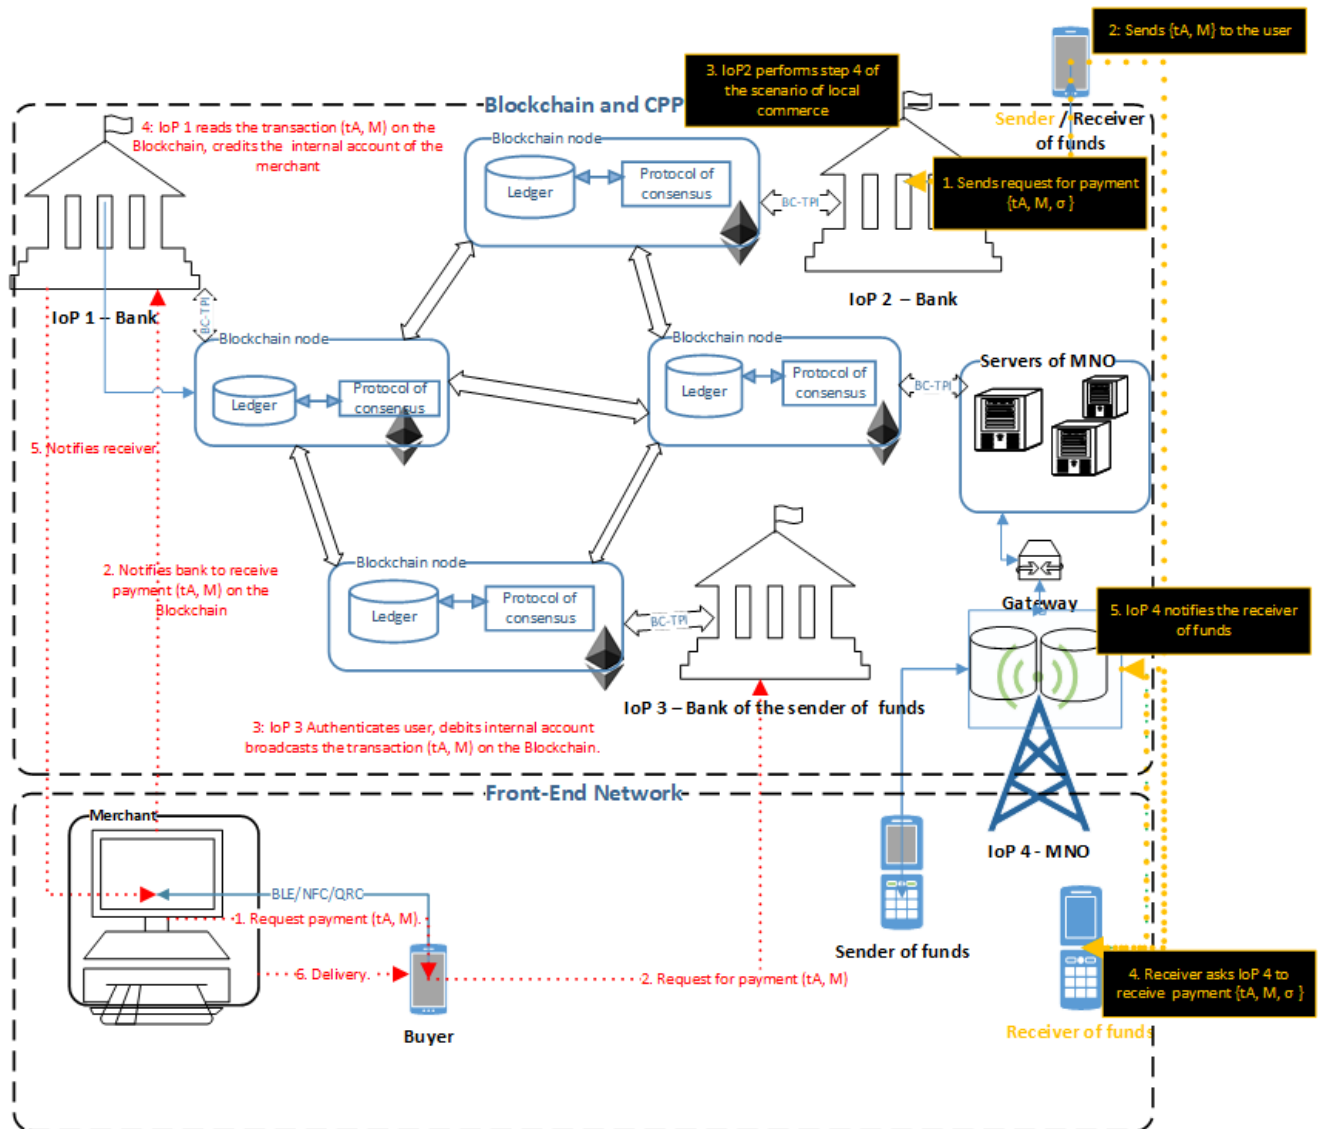 2: Sends {tA, M} to the user
3. IoP2 performs step 4 of
the scenario of local
commerce
Blockchain and CPP
Sender / Receiver
of funds
4: IoP 1 reads the transaction (tA, M) on the
Blockchain, credits the internal account of the
merchant
Blockchain node
Ledger
Protocol of
consensus
BC-TPI
1. Sends request for payment
{tA, M, σ }
IoP 2 – Bank
IoP 1 – Bank
BC-TPI
Blockchain node
Ledger
Protocol of
consensus
Blockchain node
Ledger
Protocol of
consensus
BC-TPI
Servers of MNO
5. Notifies receiver.
2. Notifies bank to receive
payment (tA, M) on the
Blockchain
Blockchain node
Ledger
Protocol of
consensus
BC-TPI
Gateway
5. IoP 4 notifies the receiver
of funds
IoP 3 – Bank of the sender of funds
3: IoP 3 Authenticates user, debits internal account
broadcasts the transaction (tA, M) on the Blockchain.
Front-End Network
Merchant
IoP 4 - MNO
BLE/NFC/QRC
1. Request payment (tA, M).
Sender of funds
6. Delivery.
2. Request for payment (tA, M)
4. Receiver asks IoP 4 to
receive payment {tA, M, σ }
Buyer
Receiver of funds